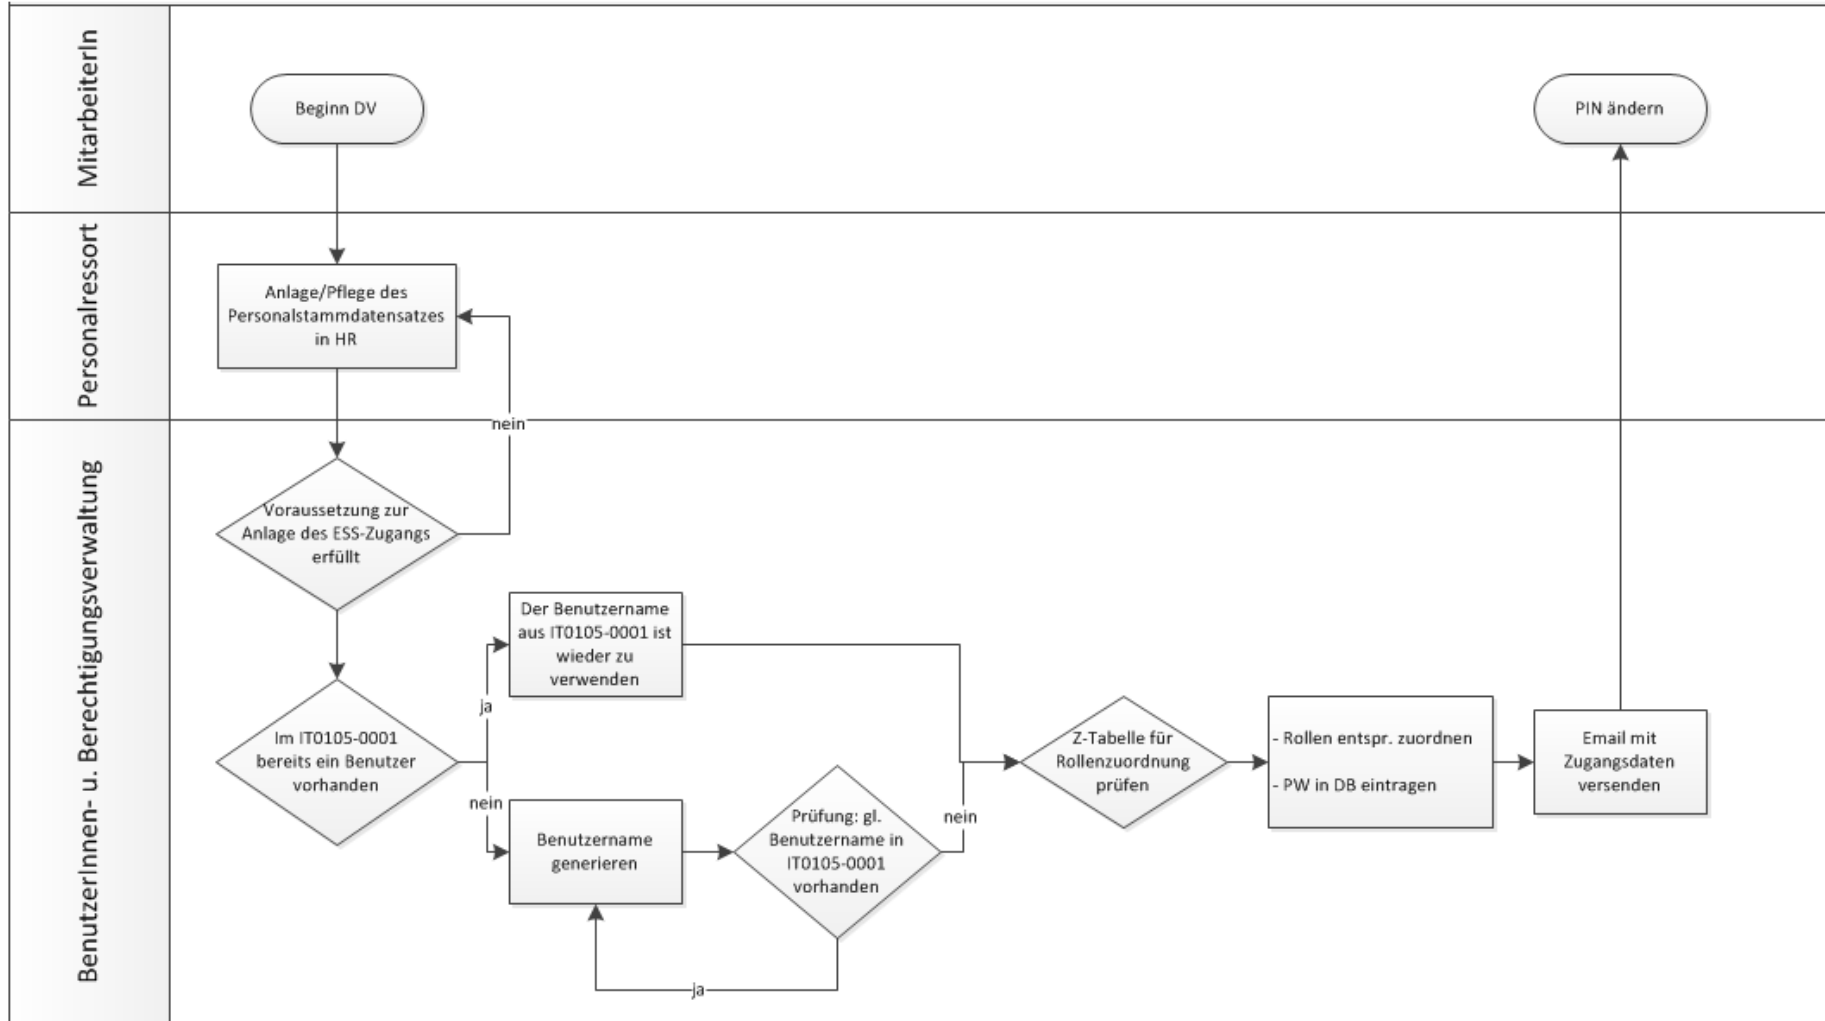 MitarbeiterIn
Beginn DV
PIN ändern
Personalressort
Anlage/Pflege des
Personalstammdatensatzes
in HR
nein
BenutzerInnen- u. Berechtigungsverwaltung
Voraussetzung zur
Anlage des ESS-Zugangs
erfüllt
Im IT0105-0001
bereits ein Benutzer
vorhanden
ja
Der Benutzername
aus IT0105-0001 ist
wieder zu
verwenden
nein
Benutzername
generieren
Prüfung: gl.
Benutzername in
IT0105-0001
vorhanden
ja
nein
Z-Tabelle für
Rollenzuordnung
prüfen
- Rollen entspr. zuordnen
- PW in DB eintragen
Email mit
Zugangsdaten
versenden